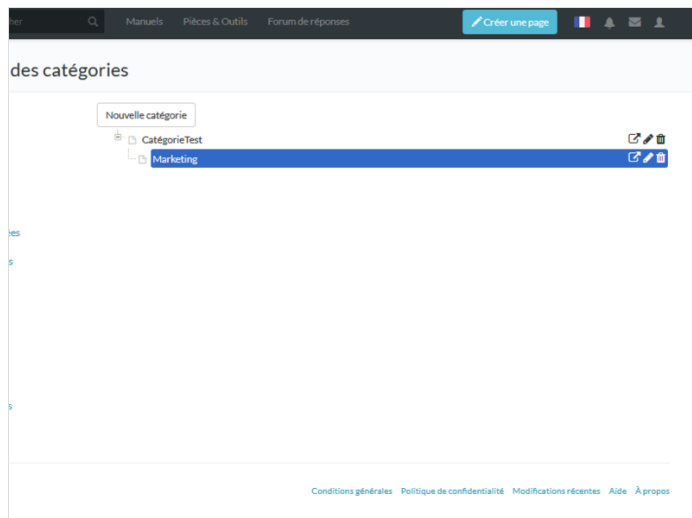 her Manuels Pièces & Outils Forum de réponses Créer une page
des catégories
Nouvelle catégorie
CatégorieTest
Marketing
Conditions générales Politique de confidentialité Modifications récentes Aide À propos